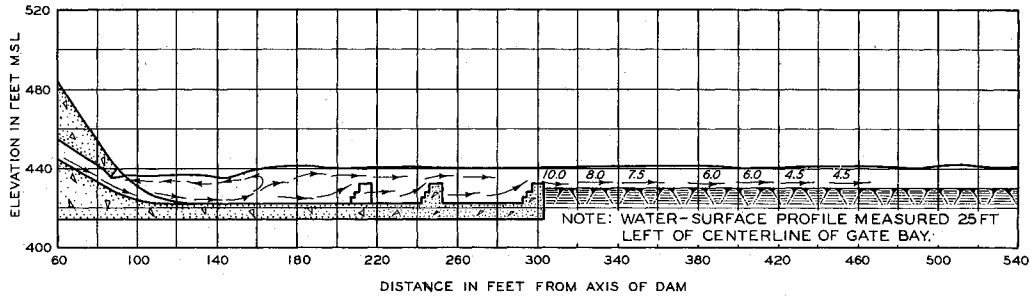 520
480
440
400
ELEVATION IN FEET M.S.L
10.0 8.0 7.5 6.0 6.0 4.5 4.5
NOTE: WATER-SURFACE PROFILE MEASURED 25 FT
LEFT OF CENTERLINE OF GATE BAY.
60 100 140 180 220 260 300 340 380 420 460 500 540
DISTANCE IN FEET FROM AXIS OF DAM